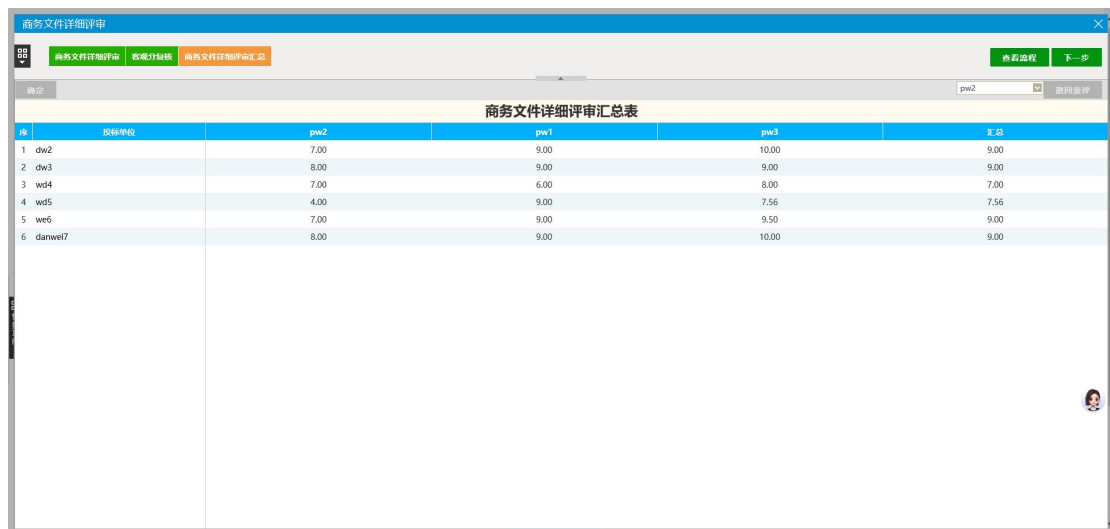 商务文件详细评审
商务文件详细评审 客观分复核 商务文件详细评审汇总 查看流程 下一步
确定 pw2 退回重评
商务文件详细评审汇总表
序 投标单位 pw2 pw1 pw3 汇总
1 dw2 7.00 9.00 10.00 9.00
2 dw3 8.00 9.00 9.00 9.00
3 wd4 7.00 6.00 8.00 7.00
4 wd5 4.00 9.00 7.56 7.56
5 we6 7.00 9.00 9.50 9.00
6 danwei7 8.00 9.00 10.00 9.00